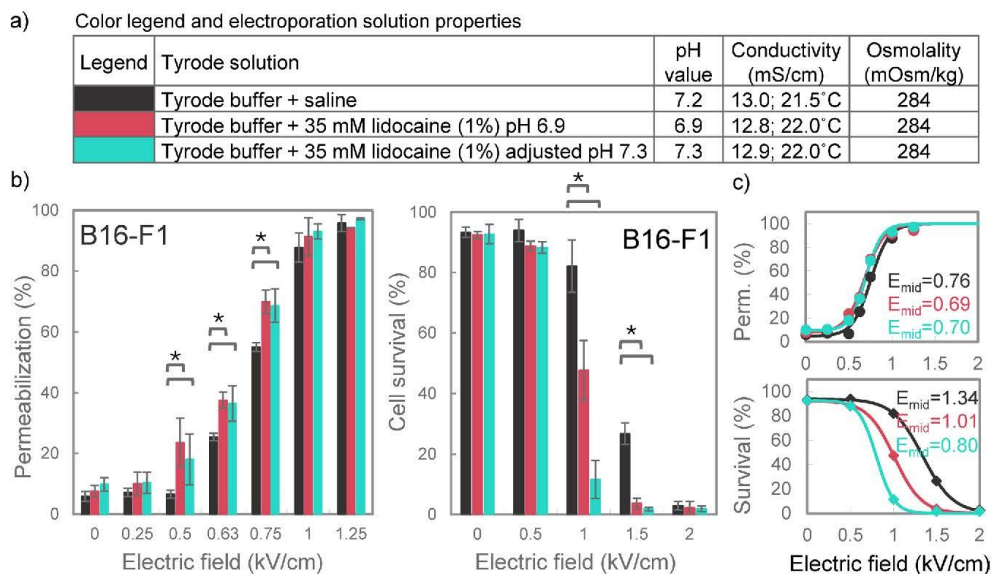 a) Color legend and electroporation solution properties
Legend Tyrode solution pH value Conductivity (mS/cm) Osmolality (mOsm/kg)
Tyrode buffer + saline 7.2 13.0; 21.5˚C 284
Tyrode buffer + 35 mM lidocaine (1%) pH 6.9 6.9 12.8; 22.0˚C 284
Tyrode buffer + 35 mM lidocaine (1%) adjusted pH 7.3 7.3 12.9; 22.0˚C 284
b)
B16-F1
Permeabilization (%)
100
80
60
40
20
0
* * * *
0 0.25 0.5 0.63 0.75 1 1.25
Electric field (kV/cm)
B16-F1
Cell survival (%)
100
80
60
40
20
0
* *
0 0.5 1 1.5 2
Electric field (kV/cm)
c)
Perm. (%)
100
80
60
40
20
0
Emid=0.76
Emid=0.69
Emid=0.70
0 0.5 1 1.5 2
Survival (%)
100
80
60
40
20
0
Emid=1.34
Emid=1.01
Emid=0.80
0 0.5 1 1.5 2
Electric field (kV/cm)